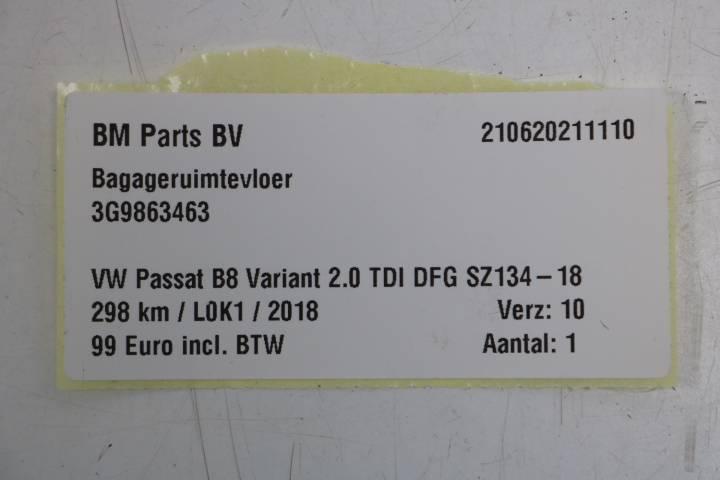 BM Parts BV 210620211110
Bagageruimtevloer
3G9863463
VW Passat B8 Variant 2.0 TDI DFG SZ134-18
298 km / L0K1 / 2018 Verz: 10
99 Euro incl. BTW Aantal: 1